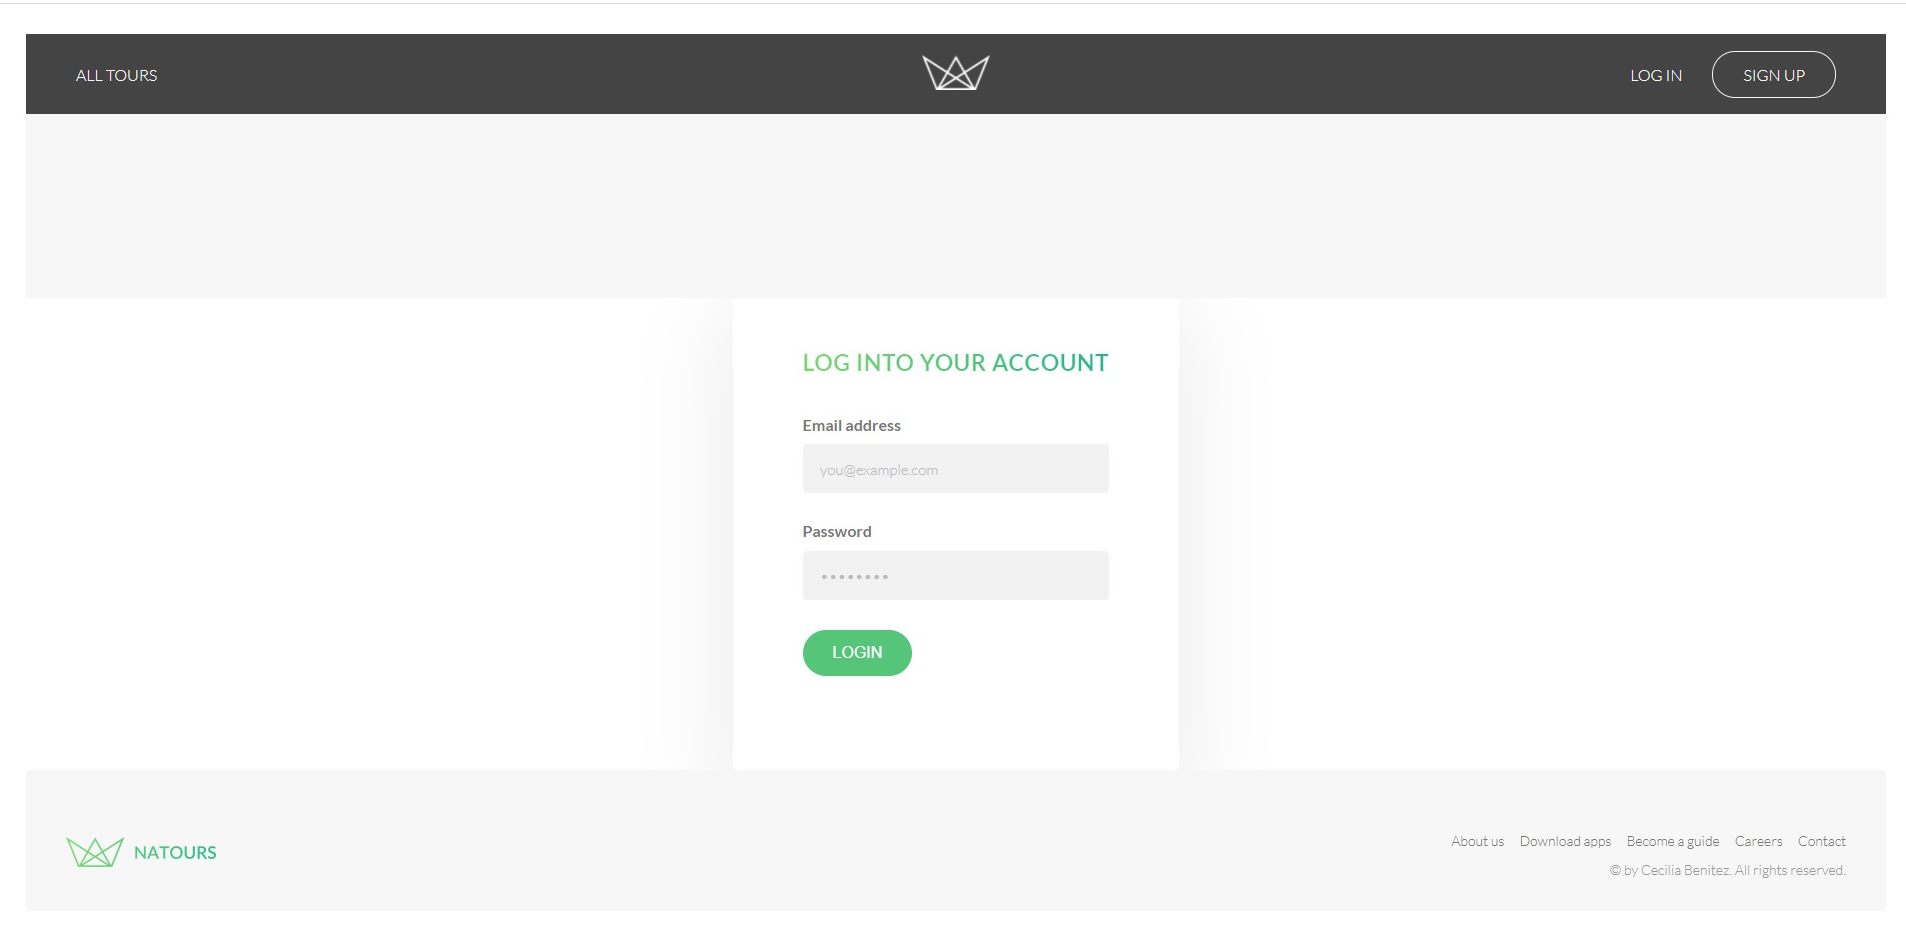 ALL TOURS
LOG IN
SIGN UP
LOG INTO YOUR ACCOUNT
Email address
you@example.com
Password
••••••••
LOGIN
NATOURS
About us Download apps Become a guide Careers Contact
© by Cecilia Benitez. All rights reserved.